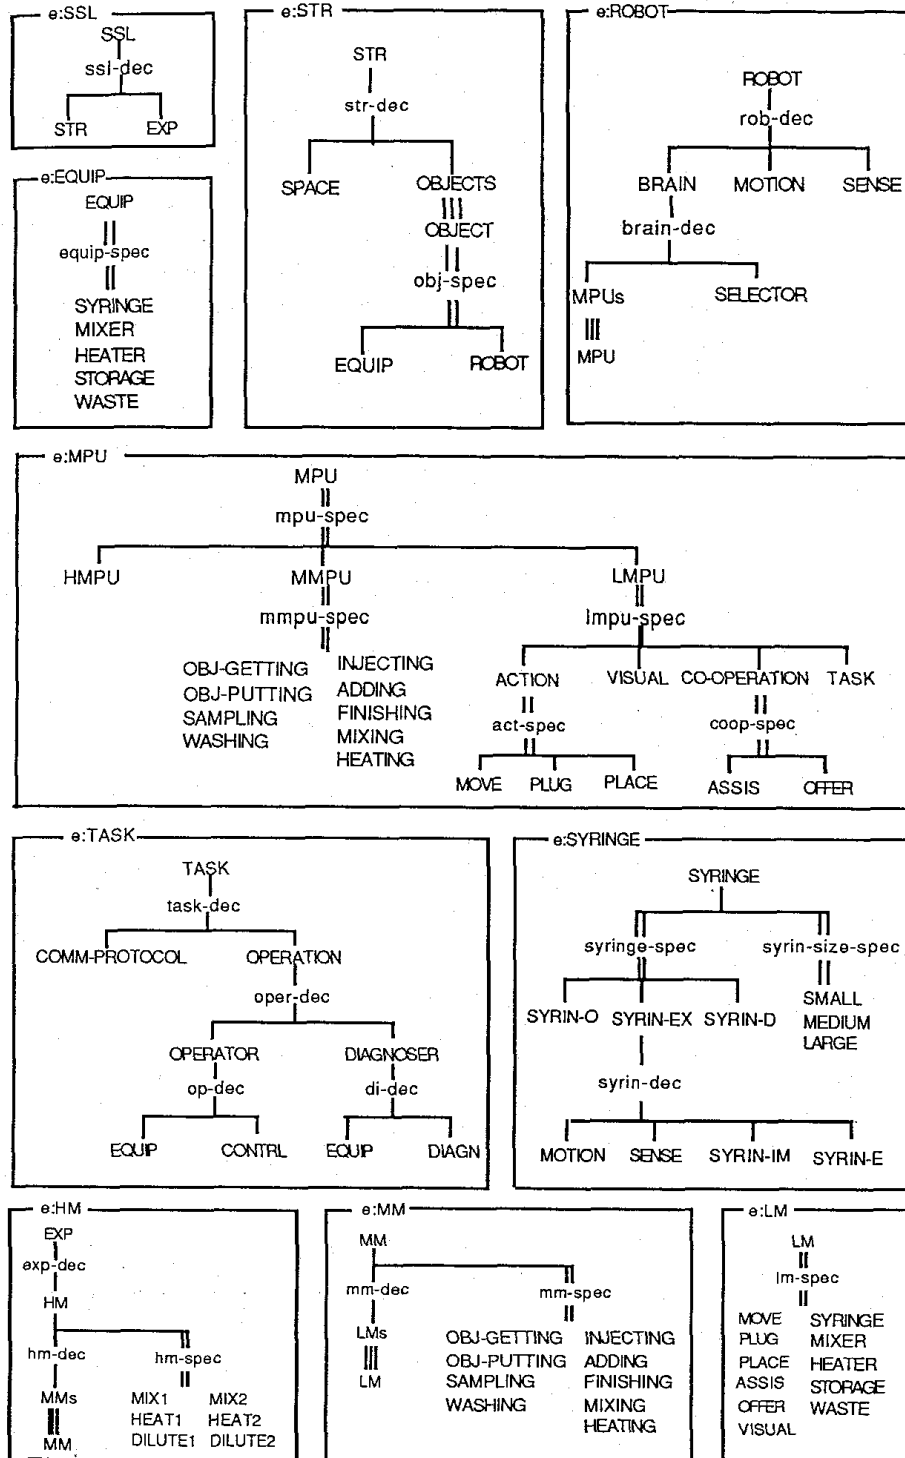 e:SSL
SSL
ssl-dec
STR EXP
e:STR
STR
str-dec
SPACE OBJECTS
OBJECT
obj-spec
EQUIP ROBOT
e:ROBOT
ROBOT
rob-dec
BRAIN MOTION SENSE
brain-dec
MPUs SELECTOR
MPU
e:EQUIP
EQUIP
equip-spec
SYRINGE
MIXER
HEATER
STORAGE
WASTE
e:MPU
MPU
mpu-spec
HMPU MMPU LMPU
mmpu-spec lmpu-spec
OBJ-GETTING INJECTING
OBJ-PUTTING ADDING
SAMPLING FINISHING
WASHING MIXING
HEATING
ACTION VISUAL CO-OPERATION TASK
act-spec coop-spec
MOVE PLUG PLACE ASSIS OFFER
e:TASK
TASK
task-dec
COMM-PROTOCOL OPERATION
oper-dec
OPERATOR DIAGNOSER
op-dec di-dec
EQUIP CONTRL EQUIP DIAGN
e:SYRINGE
SYRINGE
syringe-spec syrin-size-spec
SYRIN-O SYRIN-EX SYRIN-D
SMALL
MEDIUM
LARGE
syrin-dec
MOTION SENSE SYRIN-IM SYRIN-E
e:HM
EXP
exp-dec
HM
hm-dec hm-spec
MMs MIX1 MIX2
HEAT1 HEAT2
MM DILUTE1 DILUTE2
e:MM
MM
mm-dec mm-spec
LMs OBJ-GETTING INJECTING
OBJ-PUTTING ADDING
LM SAMPLING FINISHING
WASHING MIXING
HEATING
e:LM
LM
lm-spec
MOVE SYRINGE
PLUG MIXER
PLACE HEATER
ASSIS STORAGE
OFFER WASTE
VISUAL